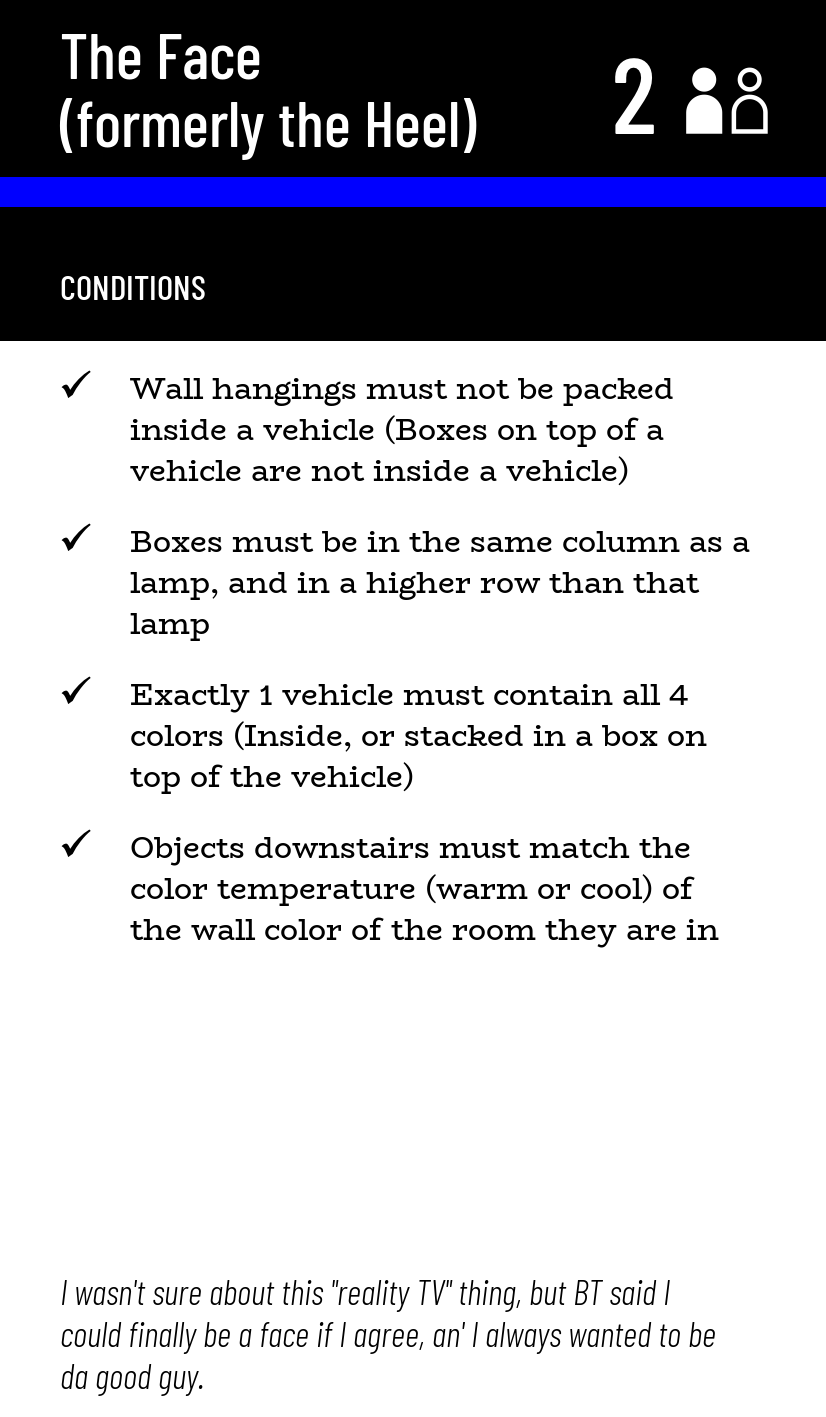 The Face
(formerly the Heel)
2
CONDITIONS
✓ Wall hangings must not be packed
inside a vehicle (Boxes on top of a
vehicle are not inside a vehicle)
✓ Boxes must be in the same column as a
lamp, and in a higher row than that
lamp
✓ Exactly 1 vehicle must contain all 4
colors (Inside, or stacked in a box on
top of the vehicle)
✓ Objects downstairs must match the
color temperature (warm or cool) of
the wall color of the room they are in
I wasn't sure about this "reality TV" thing, but BT said I
could finally be a face if I agree, an' I always wanted to be
da good guy.